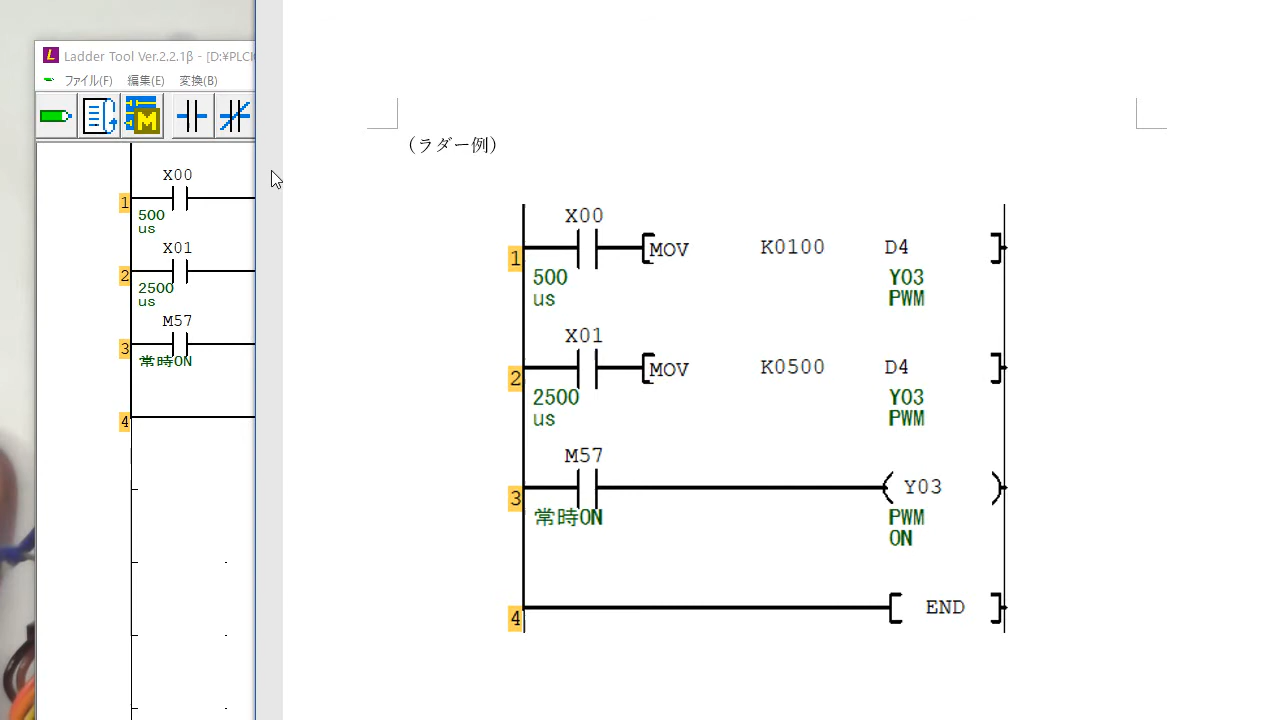 Ladder Tool Ver.2.2.1β - [D:¥PLC
ファイル(F) 編集(E) 変換(B)
M
X00
1
500
us
X01
2
2500
us
M57
3
常時ON
4
（ラダー例）
X00
1 MOV K0100 D4
500 Y03
us PWM
X01
2 MOV K0500 D4
2500 Y03
us PWM
M57
3 Y03
常時ON PWM
ON
4 END